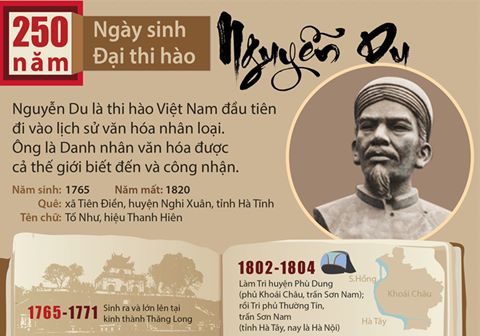 250
năm
Ngày sinh
Đại thi hào
Nguyễn Du
Nguyễn Du là thi hào Việt Nam đầu tiên
đi vào lịch sử văn hóa nhân loại.
Ông là Danh nhân văn hóa được
cả thế giới biết đến và công nhận.
Năm sinh: 1765 Năm mất: 1820
Quê: xã Tiên Điền, huyện Nghi Xuân, tỉnh Hà Tĩnh
Tên chữ: Tố Như, hiệu Thanh Hiên
1765-1771
Sinh ra và lớn lên tại
kinh thành Thăng Long
1802-1804
Làm Tri huyện Phù Dung
(phủ Khoái Châu, trấn Sơn Nam);
rồi Tri phủ Thường Tín,
trấn Sơn Nam
(tỉnh Hà Tây, nay là Hà Nội)
S.Hồng
Khoái Châu
Hà Tây